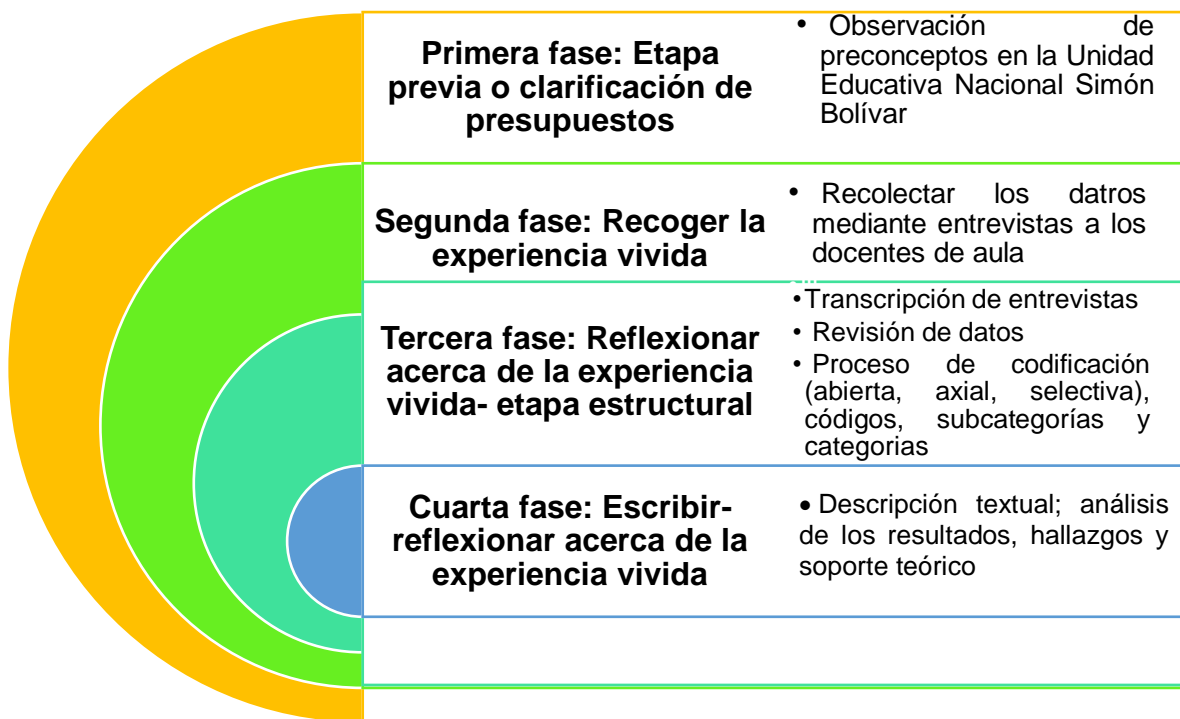 Primera fase: Etapa
previa o clarificación de
presupuestos
• Observación de
preconceptos en la Unidad
Educativa Nacional Simón
Bolívar
Segunda fase: Recoger la
experiencia vivida
• Recolectar los datros
mediante entrevistas a los
docentes de aula
Tercera fase: Reflexionar
acerca de la experiencia
vivida- etapa estructural
•Transcripción de entrevistas
• Revisión de datos
• Proceso de codificación
(abierta, axial, selectiva),
códigos, subcategorías y
categorias
Cuarta fase: Escribir-
reflexionar acerca de la
experiencia vivida
• Descripción textual; análisis
de los resultados, hallazgos y
soporte teórico